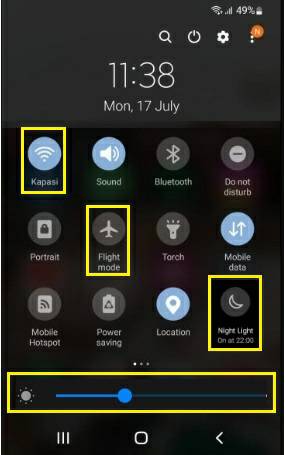 49%
N
11:38
Mon, 17 July
Kapasi
Sound
Bluetooth
Do not
disturb
Portrait
Flight
mode
Torch
Mobile
data
Mobile
Hotspot
Power
saving
Location
Night Light
On at 22:00